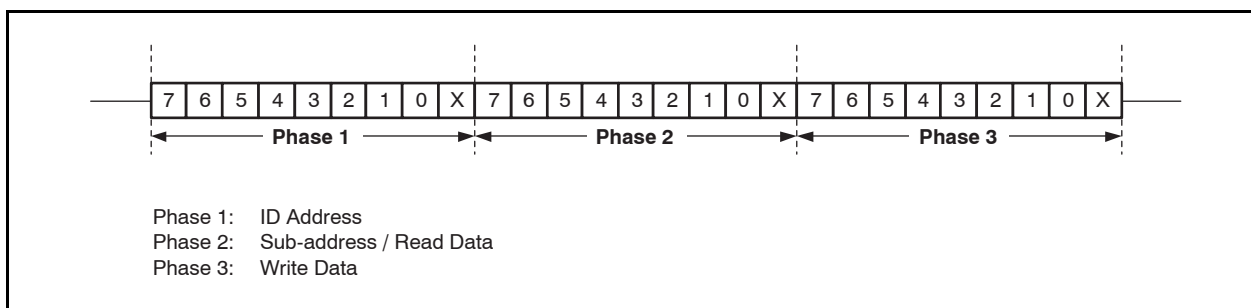 7 6 5 4 3 2 1 0 X 7 6 5 4 3 2 1 0 X 7 6 5 4 3 2 1 0 X
Phase 1 Phase 2 Phase 3
Phase 1: ID Address
Phase 2: Sub-address / Read Data
Phase 3: Write Data